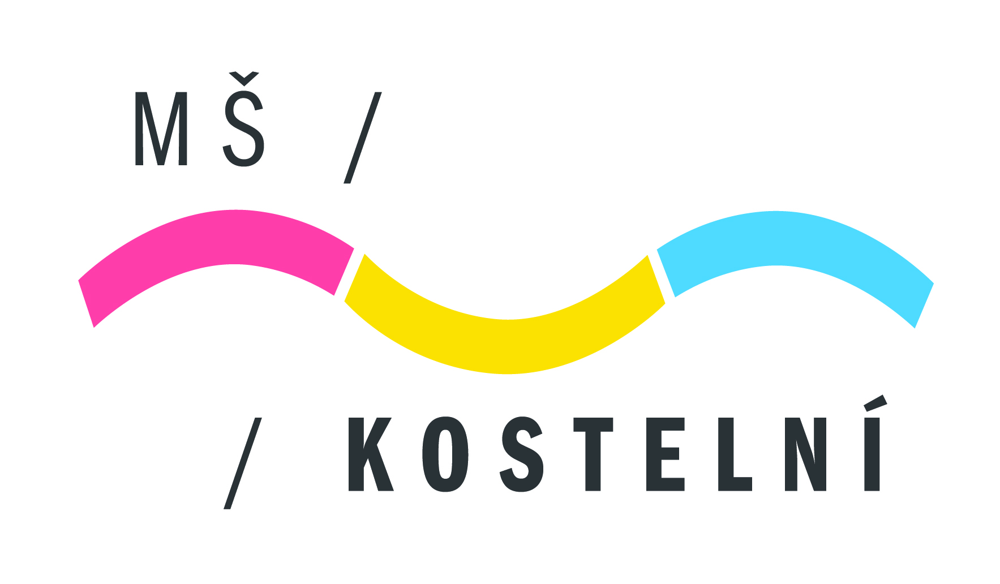 MŠ /
/ KOSTELNÍ